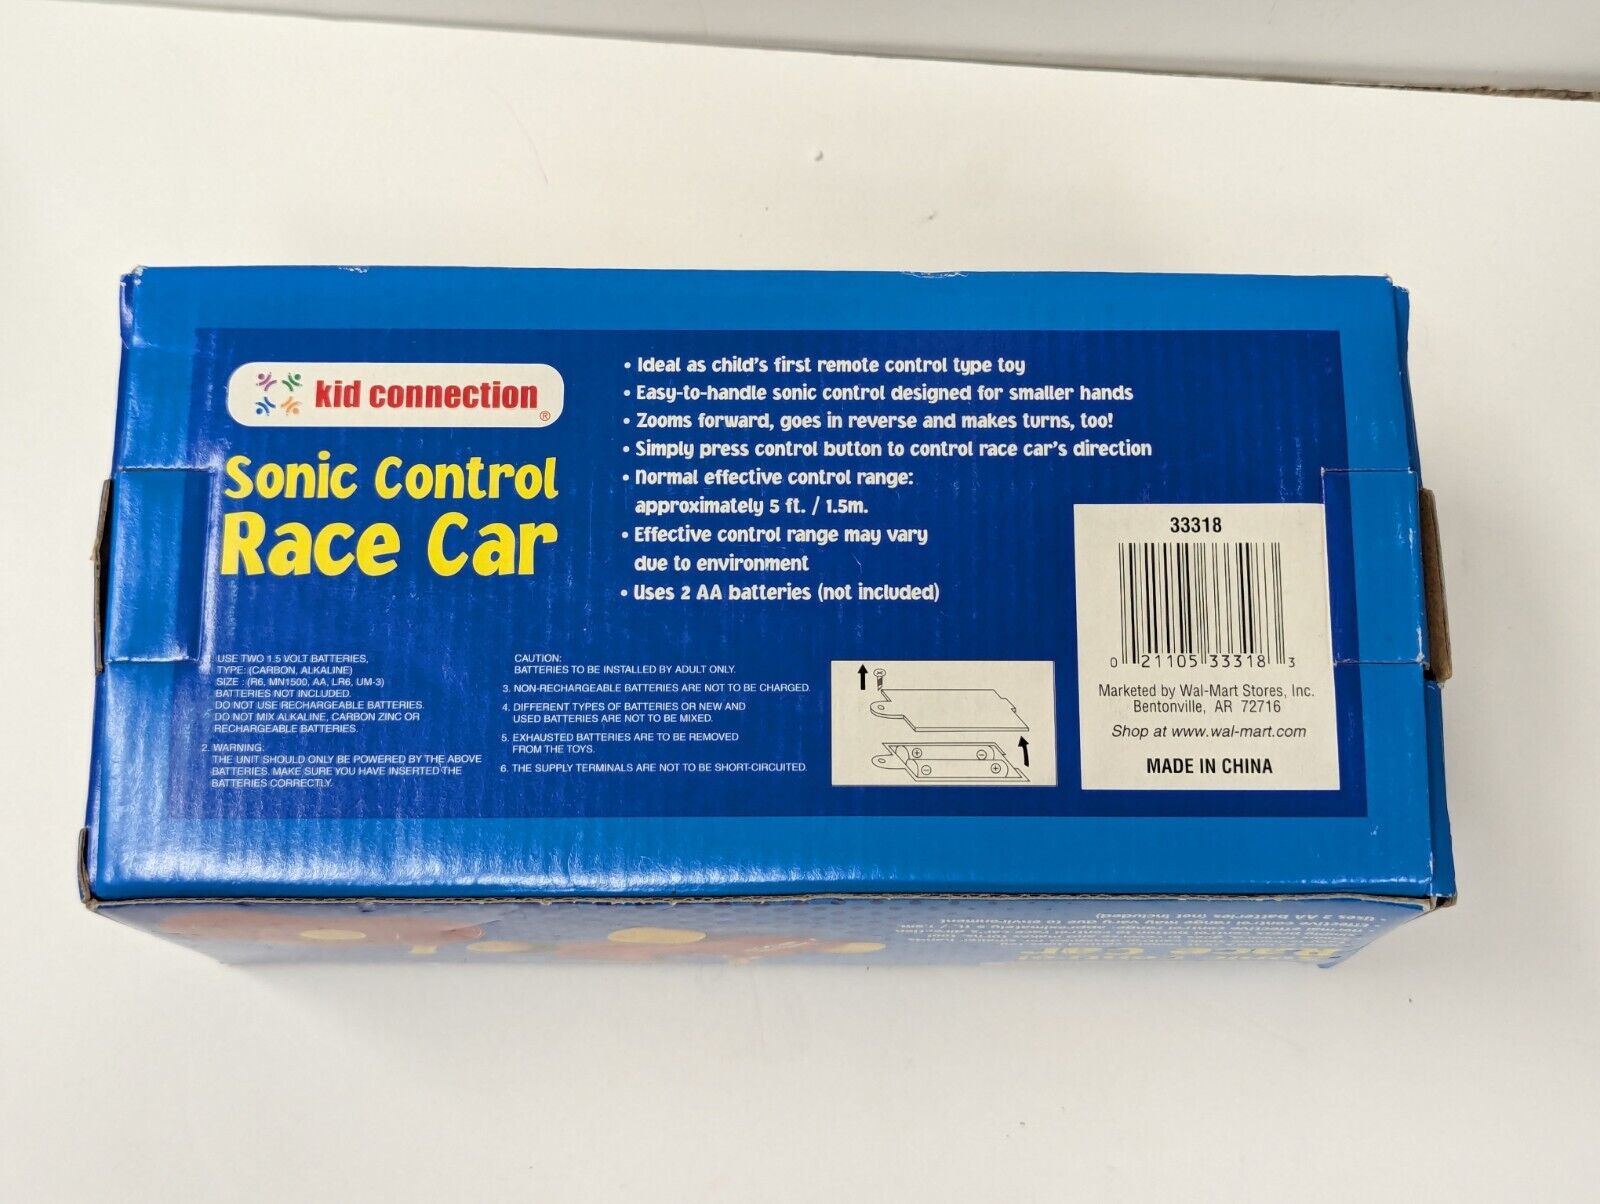 kid connection®
Sonic Control
Race Car
• Ideal as child's first remote control type toy
• Easy-to-handle sonic control designed for smaller hands
• Zooms forward, goes in reverse and makes turns, too!
• Simply press control button to control race car's direction
• Normal effective control range:
approximately 5 ft. / 1.5m.
• Effective control range may vary
due to environment
• Uses 2 AA batteries (not included)
USE TWO 1.5 VOLT BATTERIES,
TYPE: (CARBON, ALKALINE)
SIZE : (R6, MN1500, AA, LR6, UM-3)
BATTERIES NOT INCLUDED.
DO NOT USE RECHARGEABLE BATTERIES.
DO NOT MIX ALKALINE, CARBON ZINC OR
RECHARGEABLE BATTERIES.
2. WARNING:
THE UNIT SHOULD ONLY BE POWERED BY THE ABOVE
BATTERIES. MAKE SURE YOU HAVE INSERTED THE
BATTERIES CORRECTLY.
CAUTION:
BATTERIES TO BE INSTALLED BY ADULT ONLY.
3. NON-RECHARGEABLE BATTERIES ARE NOT TO BE CHARGED.
4. DIFFERENT TYPES OF BATTERIES OR NEW AND
USED BATTERIES ARE NOT TO BE MIXED.
5. EXHAUSTED BATTERIES ARE TO BE REMOVED
FROM THE TOYS.
6. THE SUPPLY TERMINALS ARE NOT TO BE SHORT-CIRCUITED.
33318
0 21105 33318 3
Marketed by Wal-Mart Stores, Inc.
Bentonville, AR 72716
Shop at www.wal-mart.com
MADE IN CHINA
Race Car
• Uses 2 AA batteries (not included)